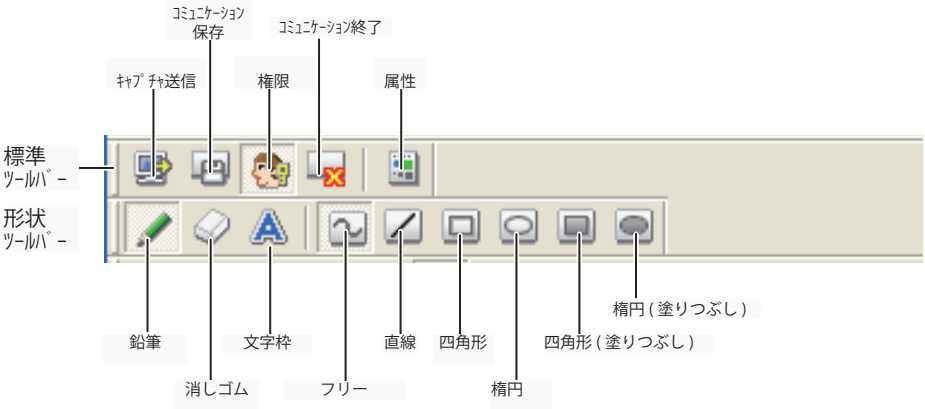 ｺﾐｭﾆｹｰｼｮﾝ
保存
ｺﾐｭﾆｹｰｼｮﾝ終了
ｷｬﾌﾟﾁｬ送信
権限
属性
標準
ﾂｰﾙﾊﾞｰ
形状
ﾂｰﾙﾊﾞｰ
楕円(塗りつぶし)
鉛筆
文字枠
直線
四角形
四角形(塗りつぶし)
消しゴム
フリー
楕円